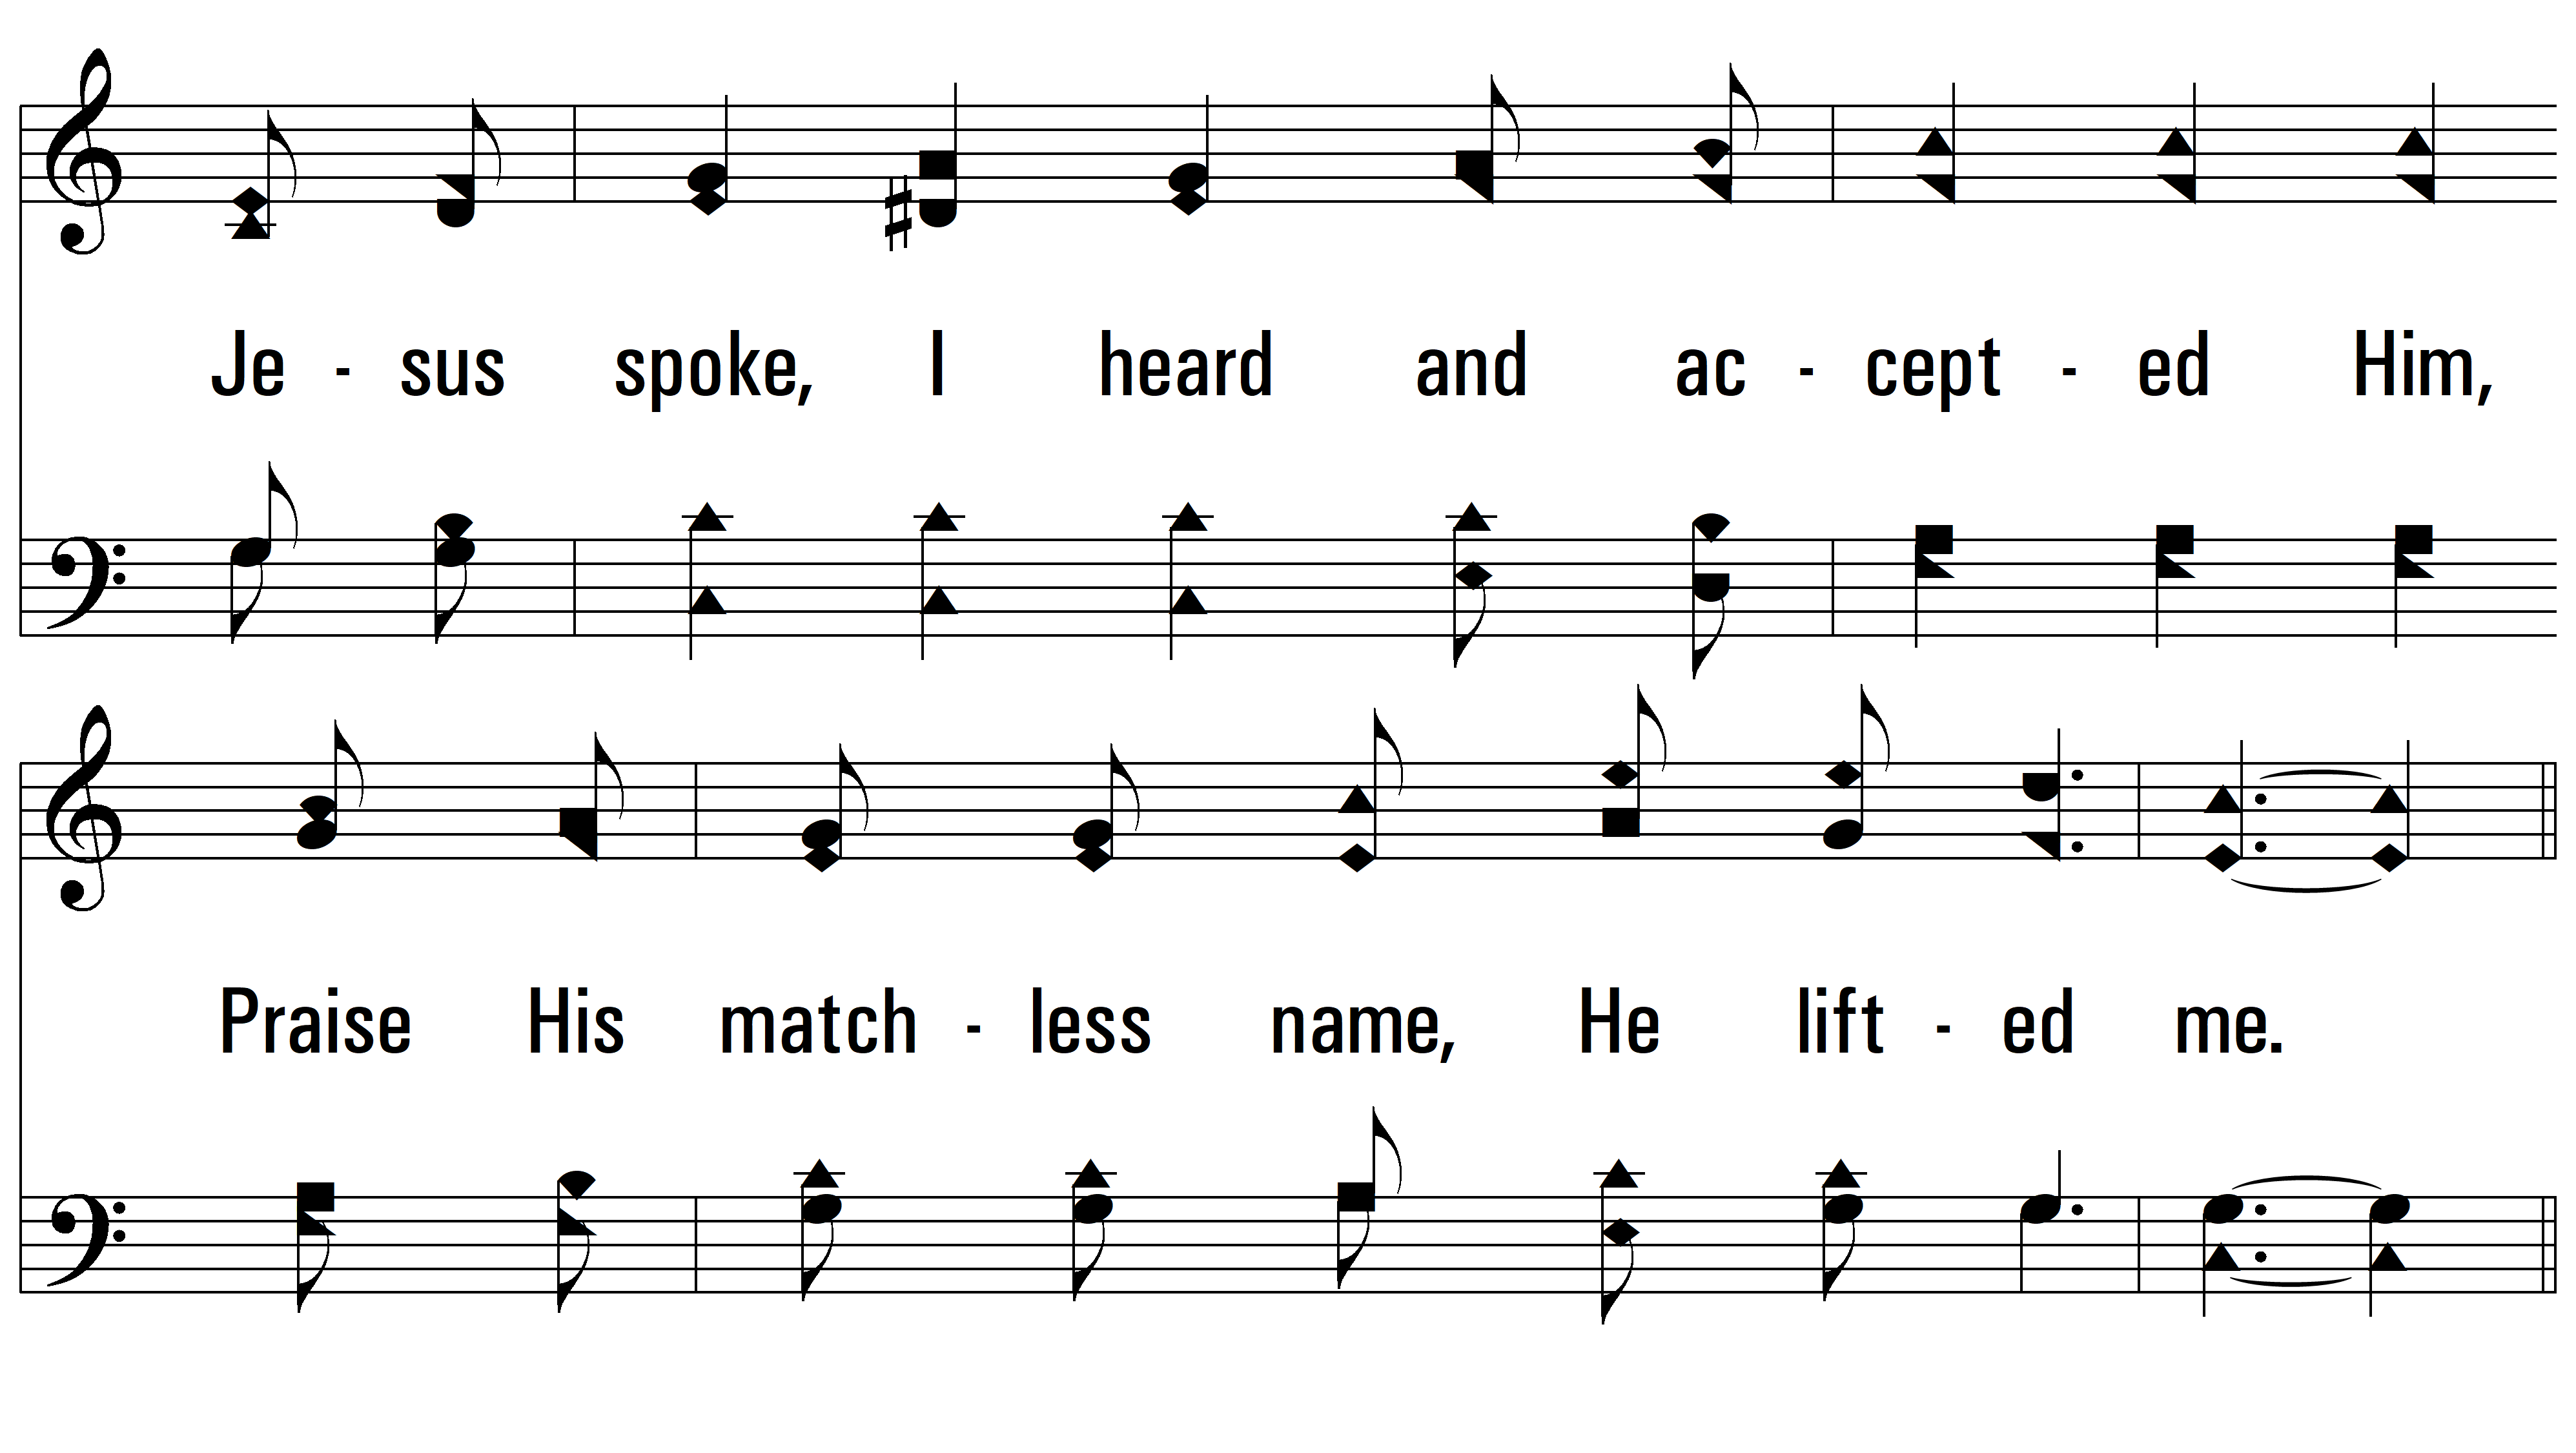 Je - sus spoke, I heard and ac - cept - ed Him,
Praise His match - less name, He lift - ed me.